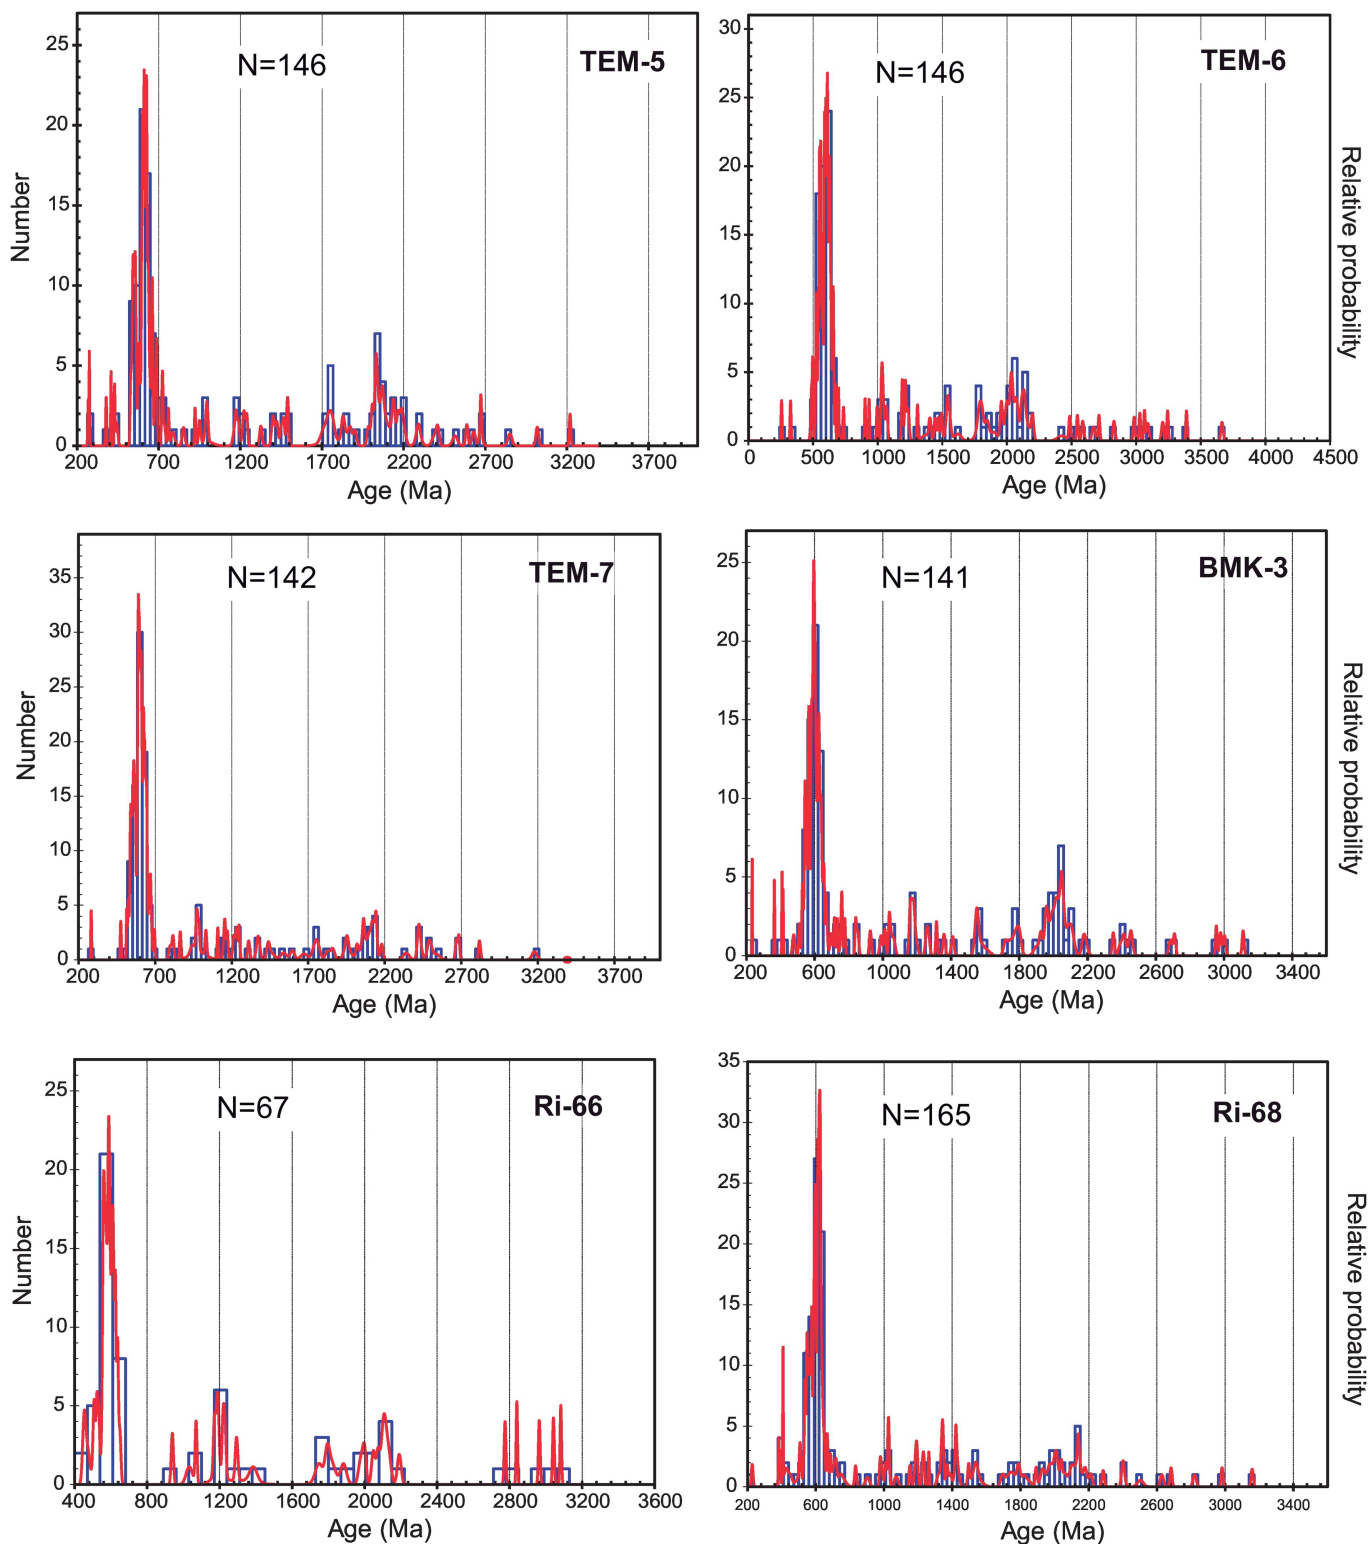 N=146 TEM-5
Number
25
20
15
10
5
0
200 700 1200 1700 2200 2700 3200 3700
Age (Ma)
N=146 TEM-6
30
25
20
15
10
5
0
0 500 1000 1500 2000 2500 3000 3500 4000 4500
Age (Ma)
Relative probability
N=142 TEM-7
Number
35
30
25
20
15
10
5
0
200 700 1200 1700 2200 2700 3200 3700
Age (Ma)
N=141 BMK-3
25
20
15
10
5
0
200 600 1000 1400 1800 2200 2600 3000 3400
Age (Ma)
Relative probability
N=67 Ri-66
Number
25
20
15
10
5
0
400 800 1200 1600 2000 2400 2800 3200 3600
Age (Ma)
N=165 Ri-68
35
30
25
20
15
10
5
0
200 600 1000 1400 1800 2200 2600 3000 3400
Age (Ma)
Relative probability